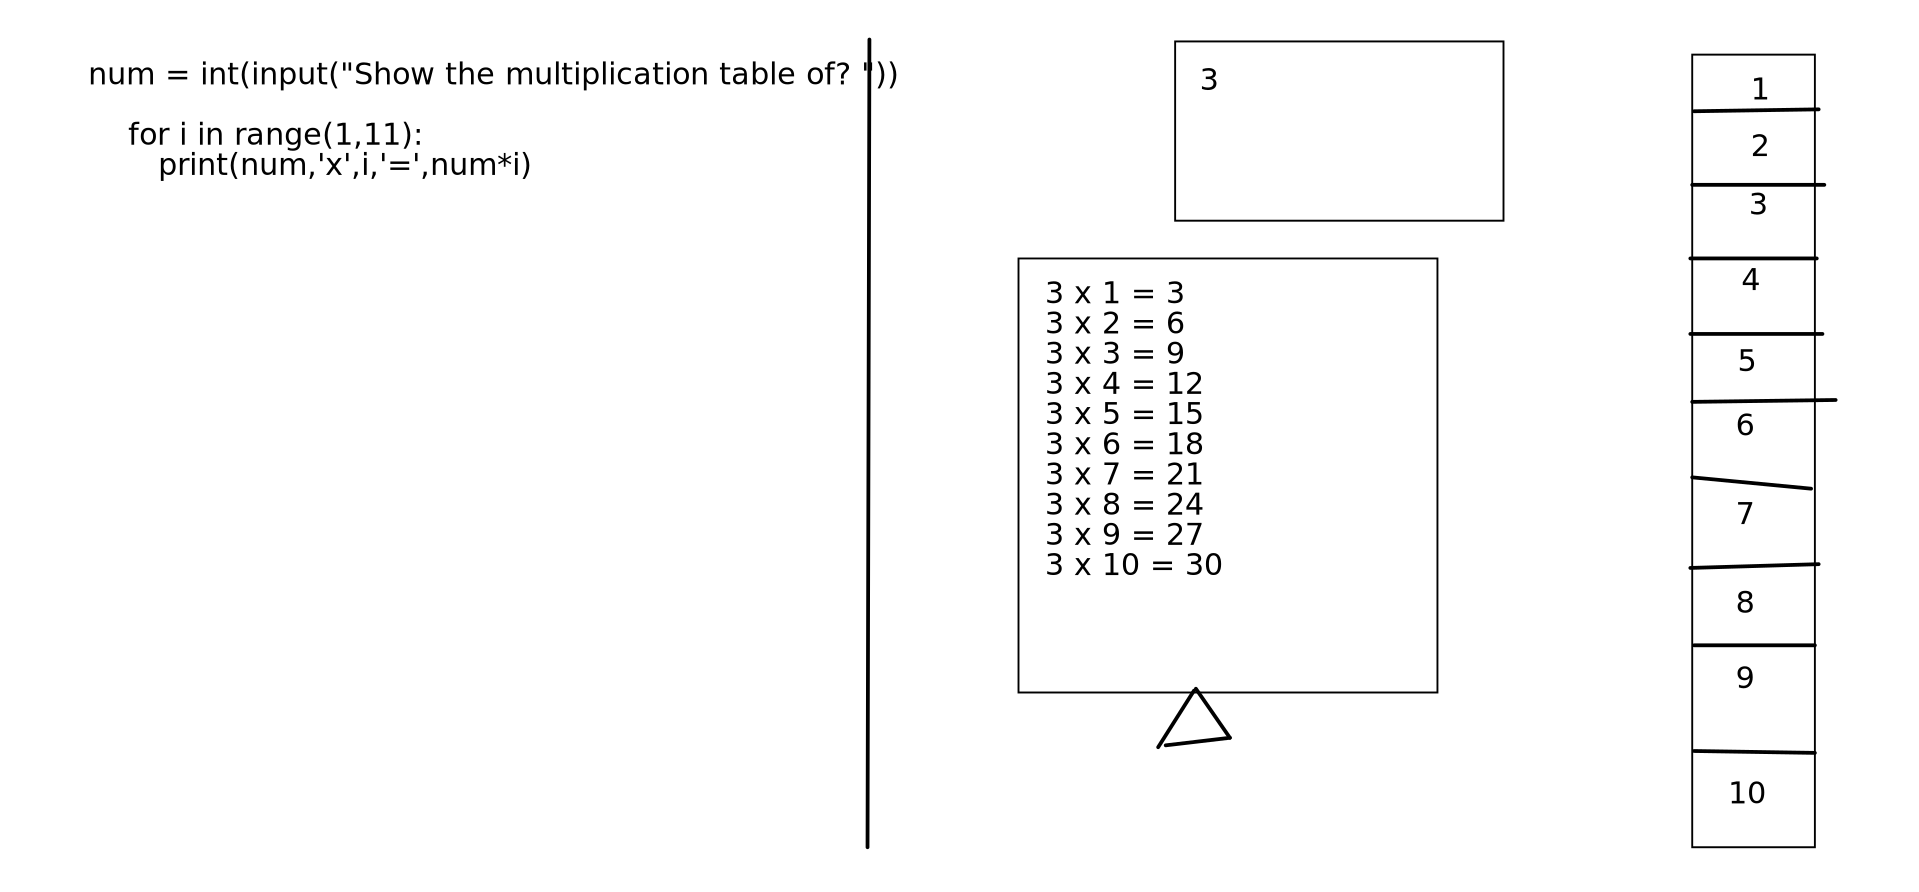 num = int(input("Show the multiplication table of? "))
for i in range(1,11):
print(num,'x',i,'=',num*i)
3
3 x 1 = 3
3 x 2 = 6
3 x 3 = 9
3 x 4 = 12
3 x 5 = 15
3 x 6 = 18
3 x 7 = 21
3 x 8 = 24
3 x 9 = 27
3 x 10 = 30
1
2
3
4
5
6
7
8
9
10